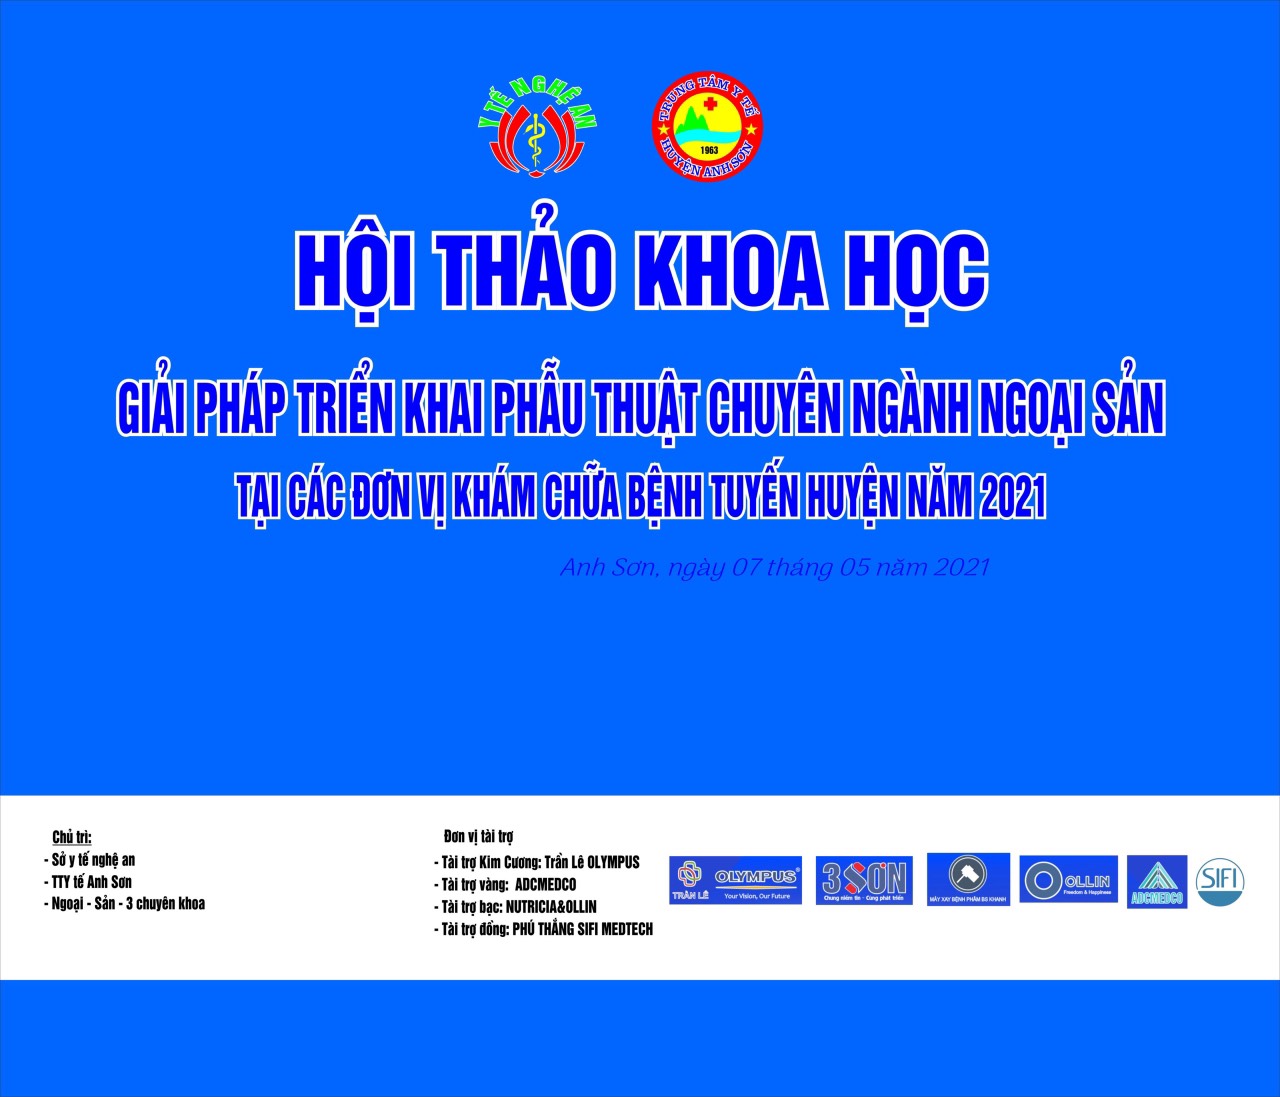 Y TẾ NGHỆ AN
TRUNG TÂM Y TẾ
1963
HUYỆN ANH SƠN
HỘI THẢO KHOA HỌC
GIẢI PHÁP TRIỂN KHAI PHẪU THUẬT CHUYÊN NGÀNH NGOẠI SẢN
TẠI CÁC ĐƠN VỊ KHÁM CHỮA BỆNH TUYẾN HUYỆN NĂM 2021
Anh Sơn, ngày 07 tháng 05 năm 2021
Chủ trì:
- Sở y tế nghệ an
- TTY tế Anh Sơn
- Ngoại - Sản - 3 chuyên khoa
Đơn vị tài trợ
- Tài trợ Kim Cương: Trần Lê OLYMPUS
- Tài trợ vàng: ADCMEDCO
- Tài trợ bạc: NUTRICIA&OLLIN
- Tài trợ đồng: PHÚ THẮNG SIFI MEDTECH
TRẦN LÊ
OLYMPUS®
Your Vision, Our Future
3SƠN
Chung niềm tin - Cùng phát triển
MÁY XAY BỆNH PHẨM BG KHANH
OLLIN
Freedom & Happiness
ADCMEDCO
SIFI